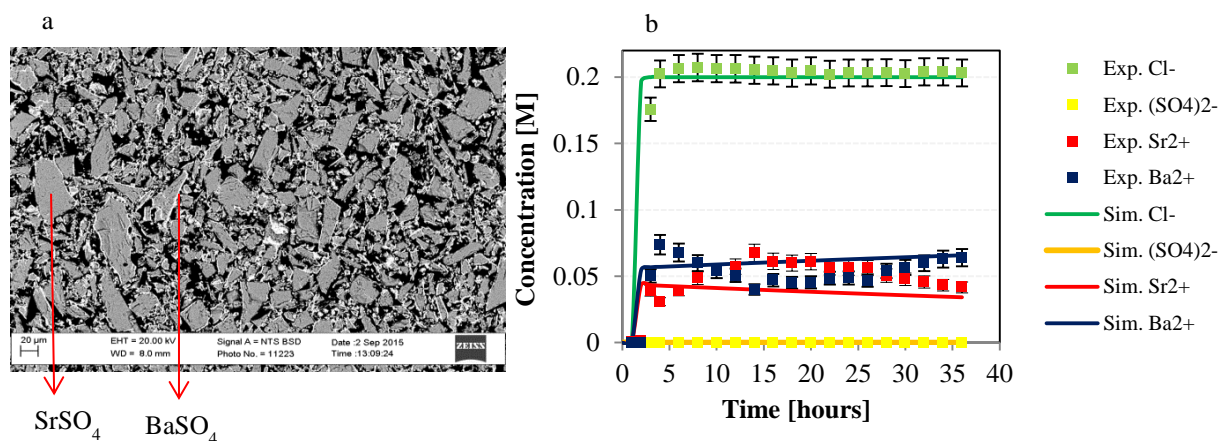 a
20 µm
EHT = 20.00 kV
WD = 8.0 mm
Signal A = NTS BSD
Photo No. = 11223
Date :2 Sep 2015
Time :13:09:24
ZEISS
SrSO4
BaSO4
b
Concentration [M]
0.2
0.15
0.1
0.05
0
0 5 10 15 20 25 30 35 40
Time [hours]
Exp. Cl-
Exp. (SO4)2-
Exp. Sr2+
Exp. Ba2+
Sim. Cl-
Sim. (SO4)2-
Sim. Sr2+
Sim. Ba2+